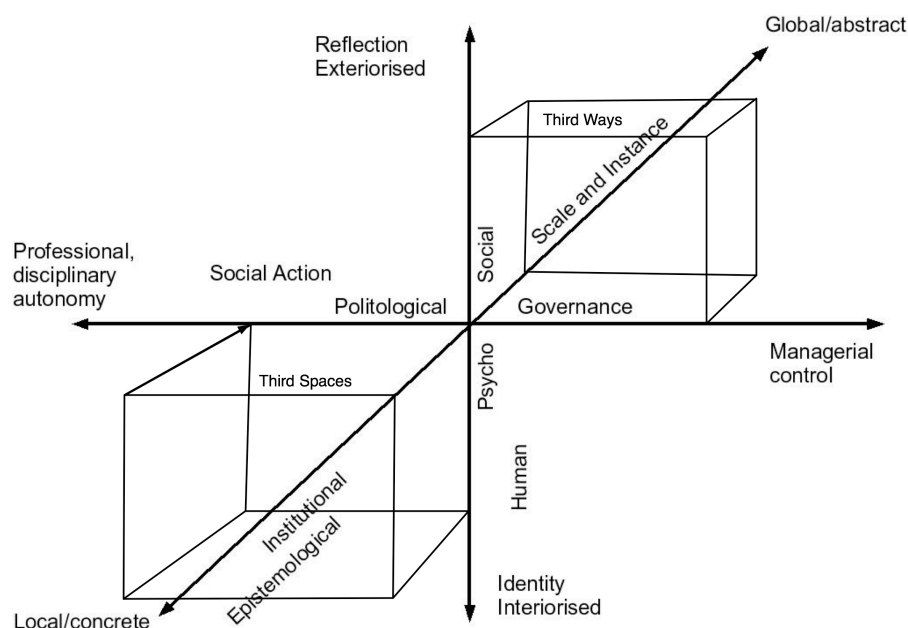 Global/abstract
Reflection
Exteriorised
Third Ways
Scale and Instance
Social
Professional,
disciplinary
autonomy
Social Action
Politological
Governance
Managerial
control
Psycho
Third Spaces
Human
Institutional
Epistemological
Identity
Interiorised
Local/concrete